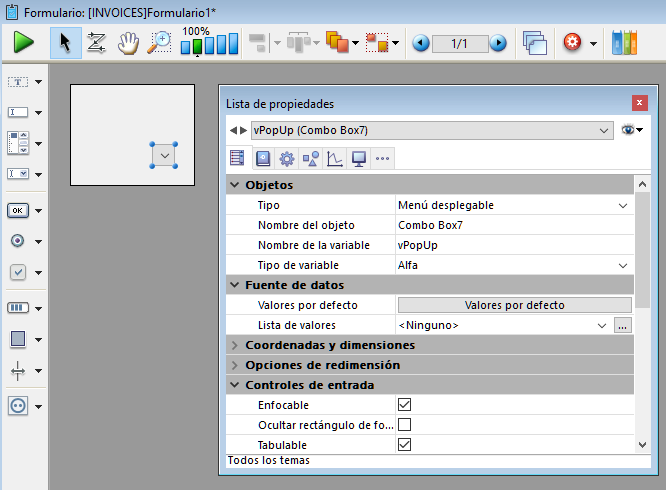 Formulario: [INVOICES]Formulario1*
100%
1/1
T
OK
Lista de propiedades
vPopUp (Combo Box7)
Objetos
Tipo Menú desplegable
Nombre del objeto Combo Box7
Nombre de la variable vPopUp
Tipo de variable Alfa
Fuente de datos
Valores por defecto Valores por defecto
Lista de valores <Ninguno> ...
Coordenadas y dimensiones
Opciones de redimensión
Controles de entrada
Enfocable
Ocultar rectángulo de fo...
Tabulable
Todos los temas